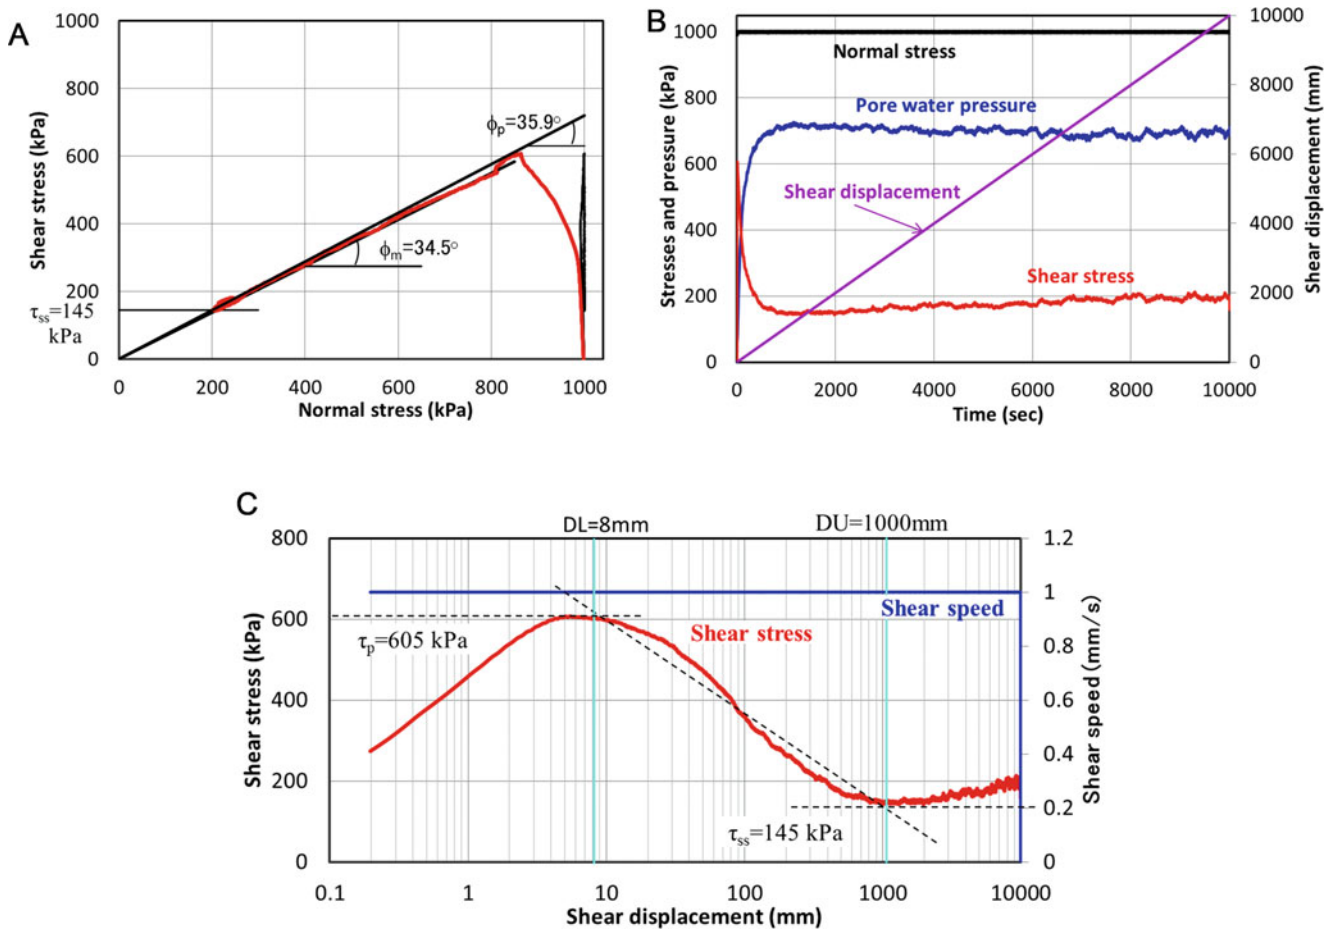 A
1000
800
600
400
200
0
Shear stress (kPa)
ϕp=35.9°
ϕm=34.5°
τss=145
kPa
0 200 400 600 800 1000
Normal stress (kPa)
B
1000
800
600
400
200
0
Stresses and pressure (kPa)
Normal stress
Pore water pressure
Shear displacement
Shear stress
10000
8000
6000
4000
2000
0
Shear displacement (mm)
0 2000 4000 6000 8000 10000
Time (sec)
C
DL=8mm
DU=1000mm
800
600
400
200
0
Shear stress (kPa)
τp=605 kPa
Shear stress
Shear speed
τss=145 kPa
1.2
1
0.8
0.6
0.4
0.2
0
Shear speed (mm/s)
0.1 1 10 100 1000 10000
Shear displacement (mm)